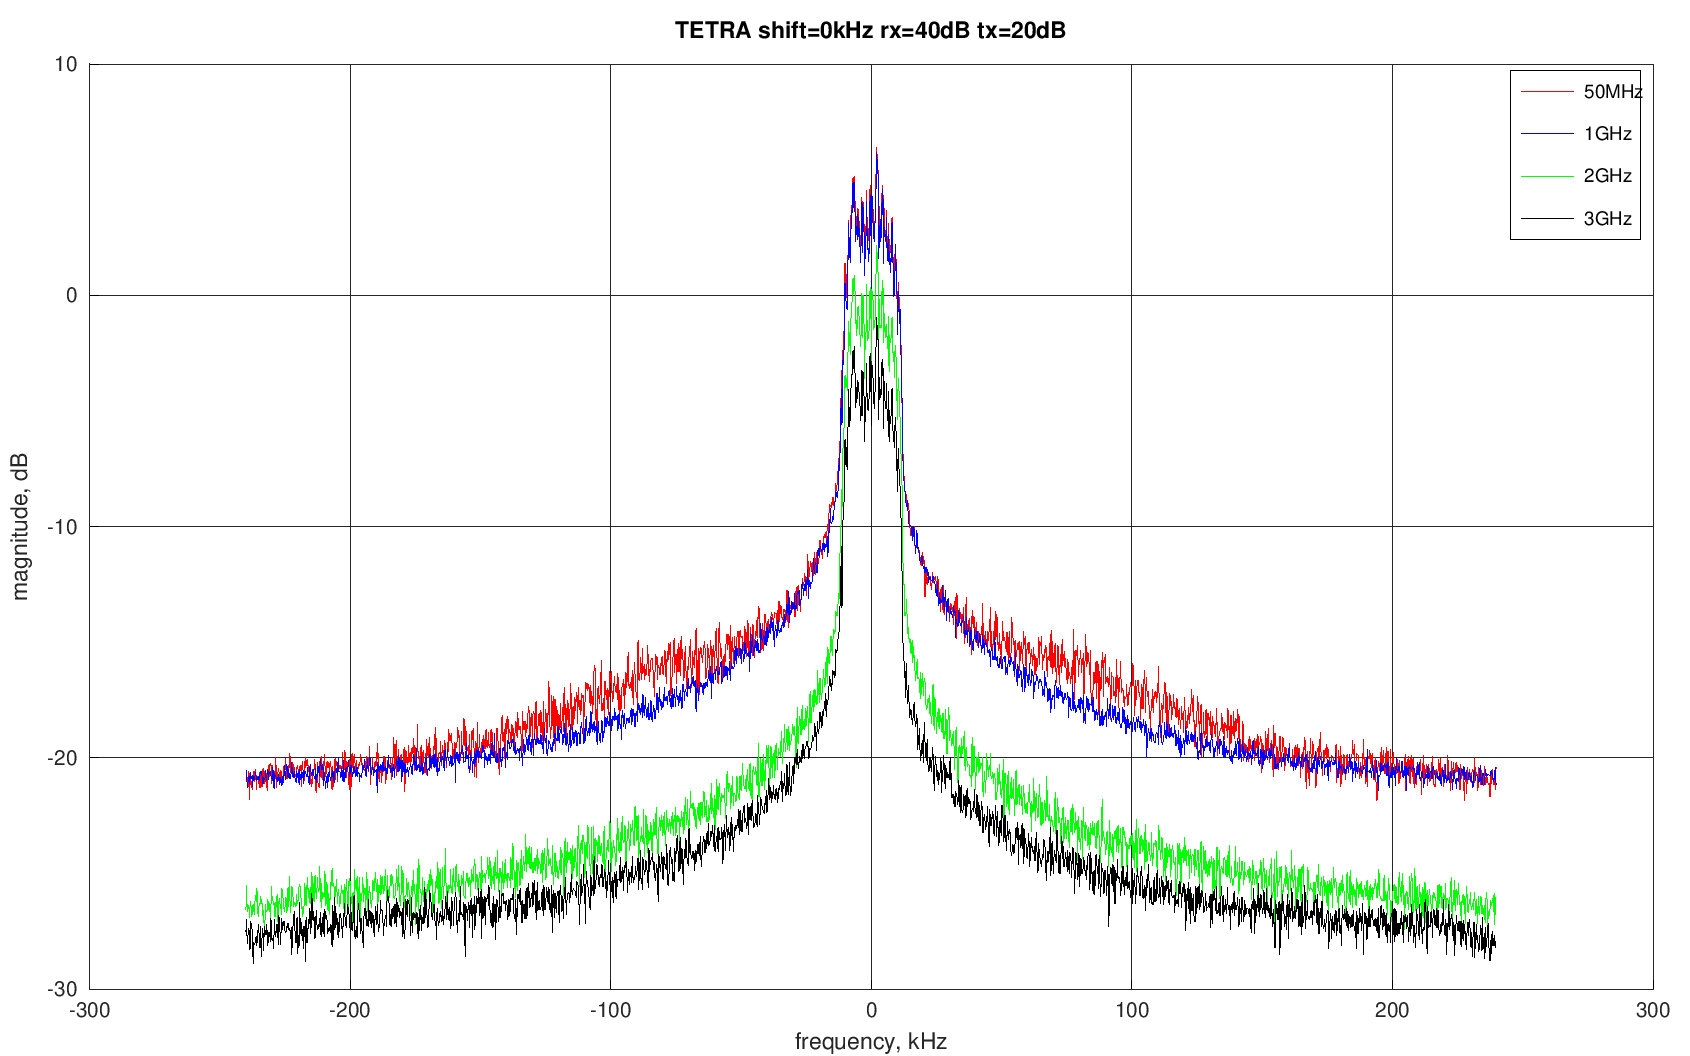 TETRA shift=0kHz rx=40dB tx=20dB
10
0
-10
-20
-30
magnitude, dB
50MHz
1GHz
2GHz
3GHz
-300
-200
-100
0
100
200
300
frequency, kHz